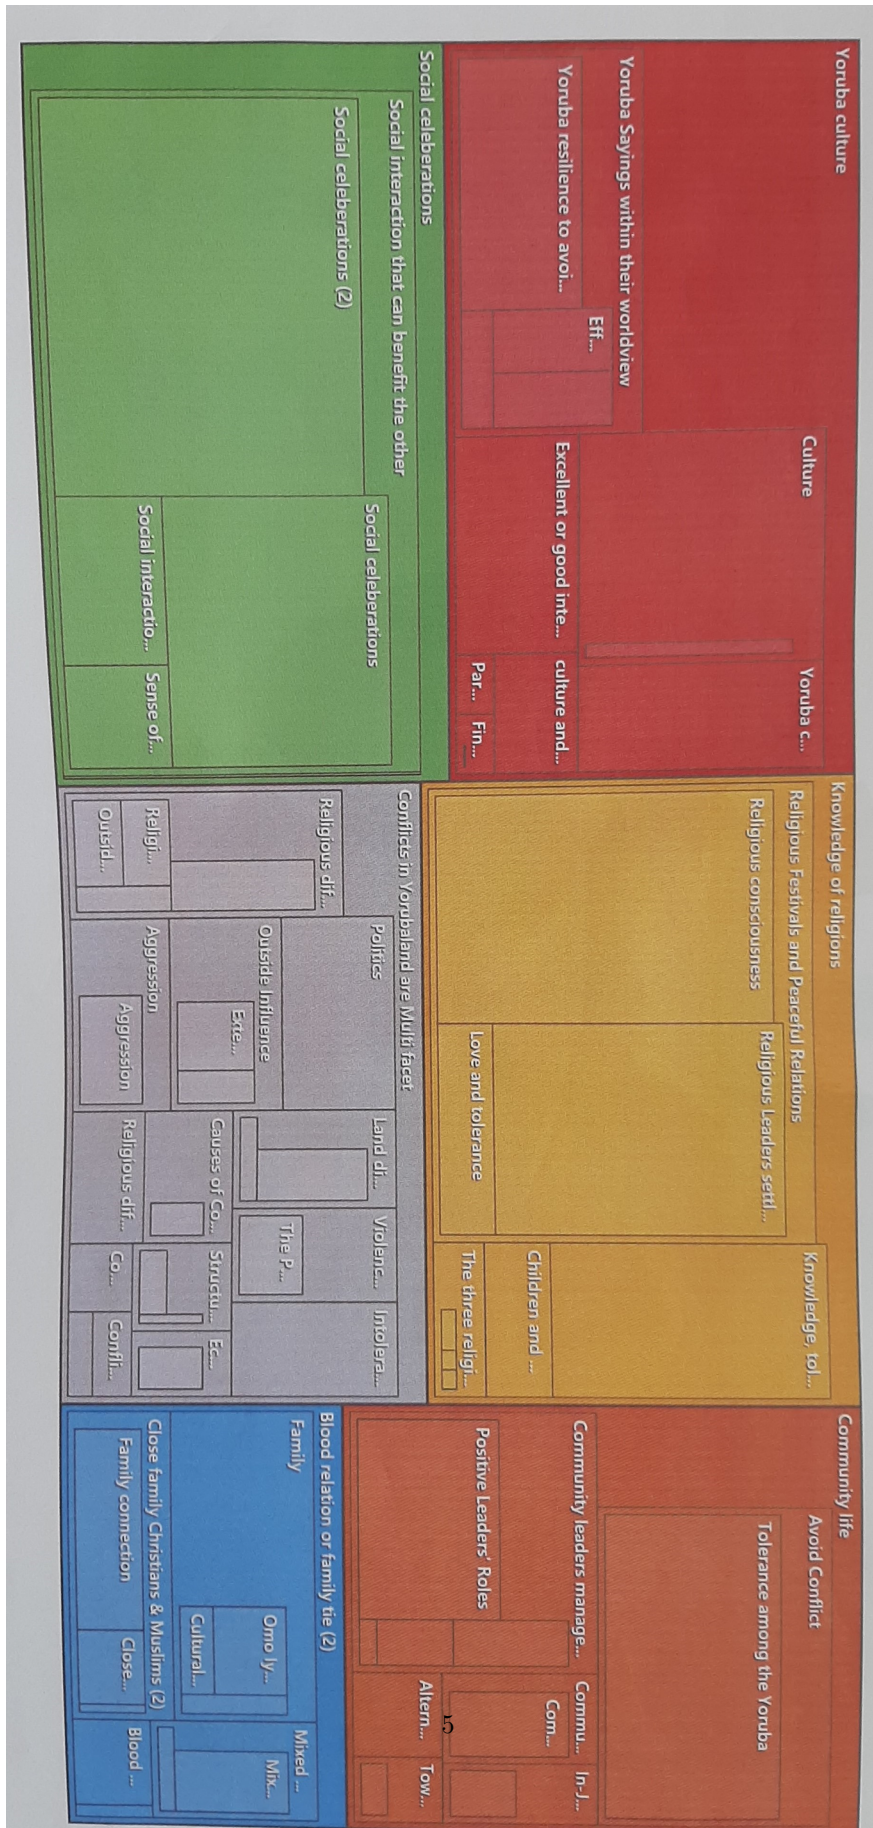 Yoruba culture
Yoruba Sayings within their worldview
Yoruba resilience to avoi...
Eff...
Culture
Yoruba c...
Excellent or good inte...
culture and...
Par...
Fin...
Social celeberations
Social interaction that can benefit the other
Social celeberations (2)
Social celeberations
Social interactio...
Sense of...
Knowledge of religions
Religious Festivals and Peaceful Relations
Religious consciousness
Religious Leaders settl...
Love and tolerance
Knowledge, tol...
Children and ...
The three religi...
Conflicts in Yorubaland are Multi facet
Religious dif...
Religi...
Outsid...
Politics
Outside Influence
Exte...
Aggression
Aggression
Land di...
Violenc...
The P...
Intolera...
Causes of Co...
Structu...
Ec...
Religious dif...
Co...
Confli...
Community life
Avoid Conflict
Tolerance among the Yoruba
Community leaders manage...
Positive Leaders' Roles
Commu...
Com...
In-J...
Altern...
Tow...
Blood relation or family tie (2)
Family
Omo Iy...
Cultural...
Mixed ...
Mix...
Close family Christians & Muslims (2)
Family connection
Close...
Blood ...
5